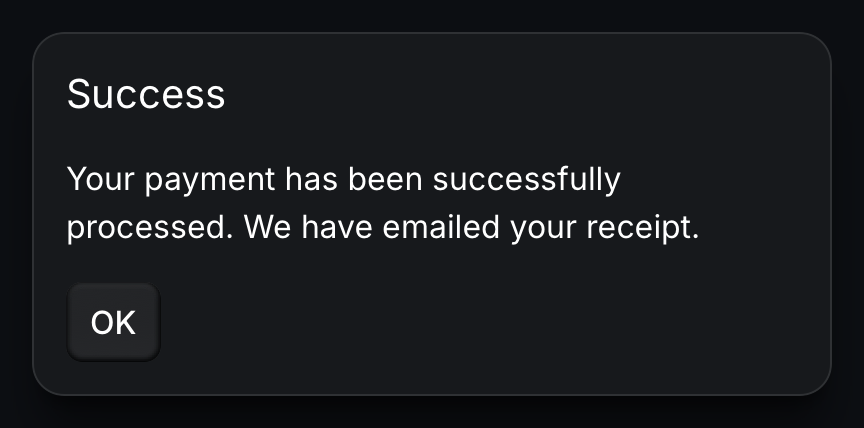 Success
Your payment has been successfully
processed. We have emailed your receipt.
OK